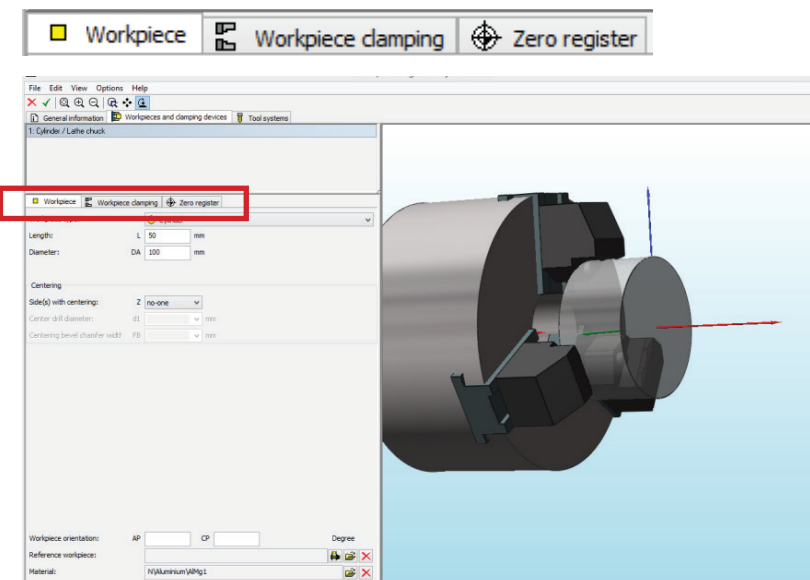 Workpiece Workpiece clamping Zero register
File Edit View Options Help
General information Workpieces and clamping devices Tool systems
1: Cylinder / Lathe chuck
Workpiece Workpiece clamping Zero register
Length: L 50 mm
Diameter: DA 100 mm
Centering
Side(s) with centering: Z no-one
Center drill diameter: d1 mm
Centering bevel chamfer widt FB mm
Workpiece orientation: AP CP Degree
Reference workpiece:
Material: N\Aluminium\AlMg1